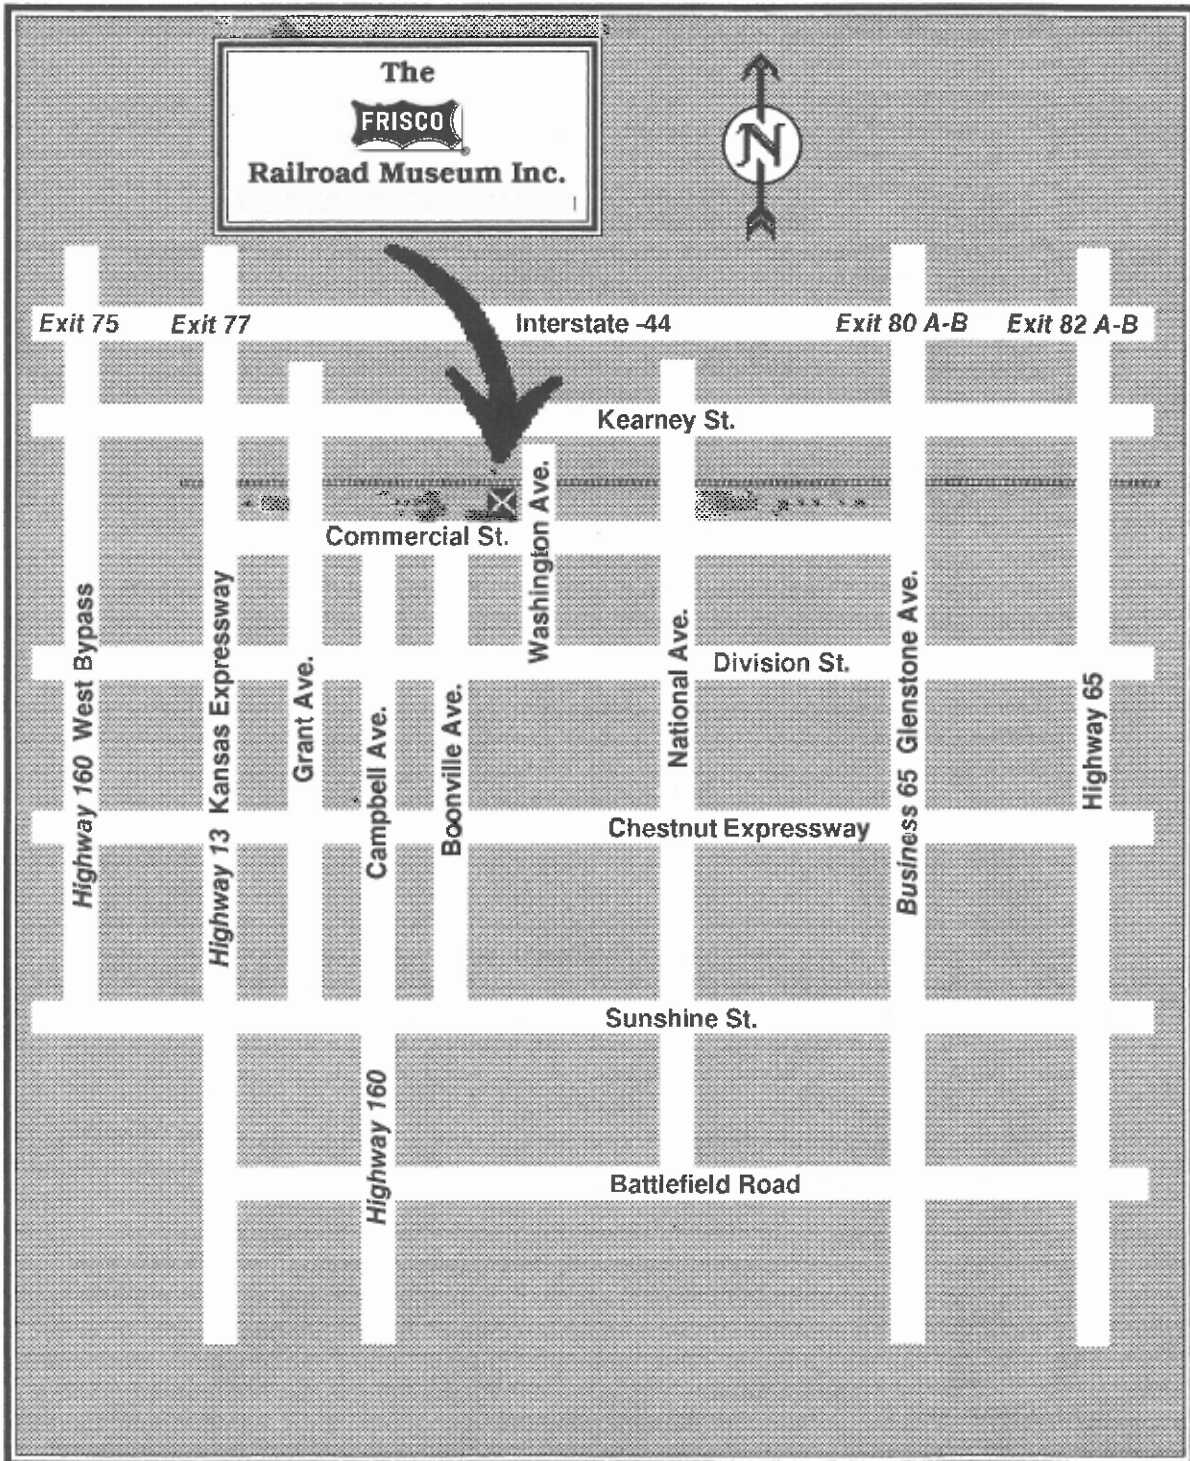 The
FRISCO
Railroad Museum Inc.
N
Exit 75
Exit 77
Interstate -44
Exit 80 A-B
Exit 82 A-B
Kearney St.
Commercial St.
Washington Ave.
Division St.
Highway 160 West Bypass
Highway 13 Kansas Expressway
Grant Ave.
Campbell Ave.
Boonville Ave.
National Ave.
Business 65 Glenstone Ave.
Highway 65
Chestnut Expressway
Sunshine St.
Highway 160
Battlefield Road